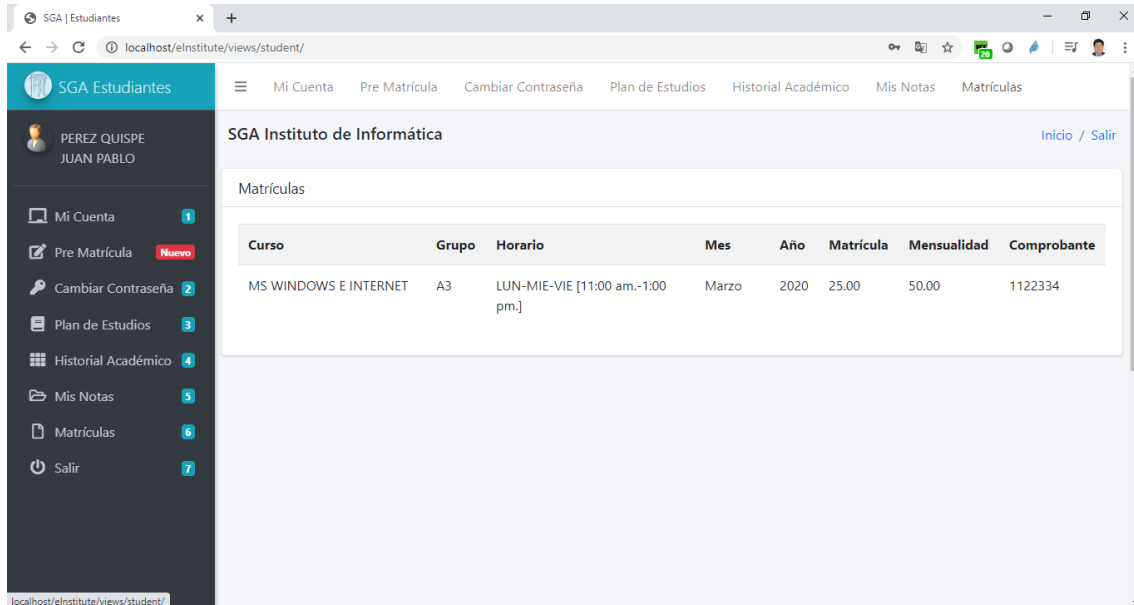 SGA | Estudiantes
localhost/eInstitute/views/student/
20
SGA Estudiantes
Mi Cuenta Pre Matrícula Cambiar Contraseña Plan de Estudios Historial Académico Mis Notas Matrículas
PEREZ QUISPE
JUAN PABLO
SGA Instituto de Informática
Inicio / Salir
Matrículas
Mi Cuenta 1
Pre Matrícula Nuevo
Cambiar Contraseña 2
Plan de Estudios 3
Historial Académico 4
Mis Notas 5
Matrículas 6
Salir 7
Curso Grupo Horario Mes Año Matrícula Mensualidad Comprobante
MS WINDOWS E INTERNET A3 LUN-MIE-VIE [11:00 am.-1:00 Marzo 2020 25.00 50.00 1122334
pm.]
localhost/eInstitute/views/student/